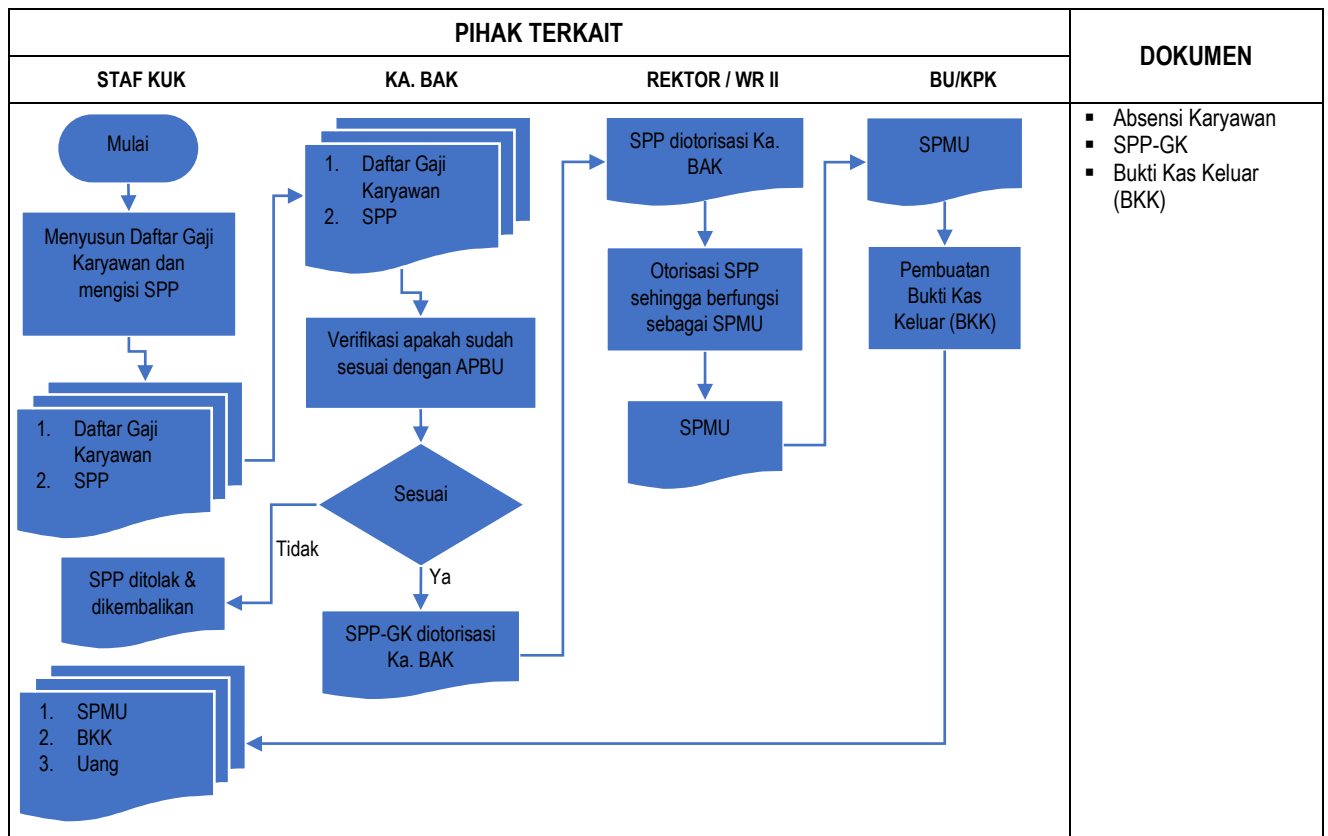 PIHAK TERKAIT
DOKUMEN
STAF KUK
KA. BAK
REKTOR / WR II
BU/KPK
Mulai
Menyusun Daftar Gaji
Karyawan dan
mengisi SPP
1. Daftar Gaji
Karyawan
2. SPP
SPP ditolak &
dikembalikan
1. SPMU
2. BKK
3. Uang
1. Daftar Gaji
Karyawan
2. SPP
Verifikasi apakah sudah
sesuai dengan APBU
Sesuai
Tidak
Ya
SPP-GK diotorisasi
Ka. BAK
SPP diotorisasi Ka.
BAK
Otorisasi SPP
sehingga berfungsi
sebagai SPMU
SPMU
SPMU
Pembuatan
Bukti Kas
Keluar (BKK)
▪ Absensi Karyawan
▪ SPP-GK
▪ Bukti Kas Keluar
(BKK)